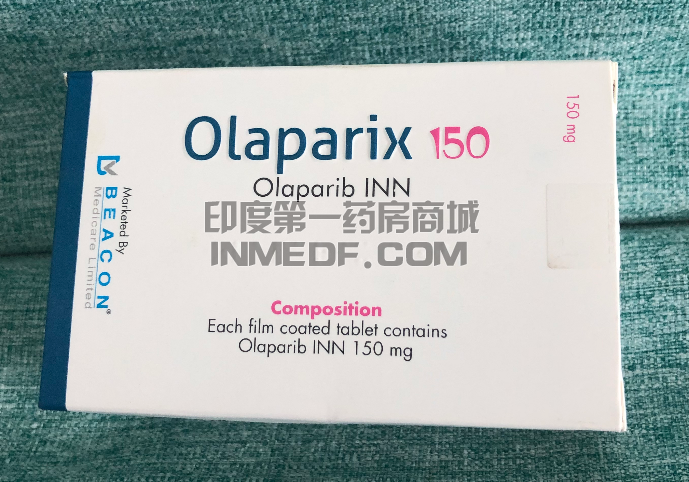 Olaparix 150
150 mg
Olaparib INN
印度第一药房商城
INMEDF.COM
Marketed By
BEACON®
Medicare Limited
Composition
Each film coated tablet contains
Olaparib INN 150 mg